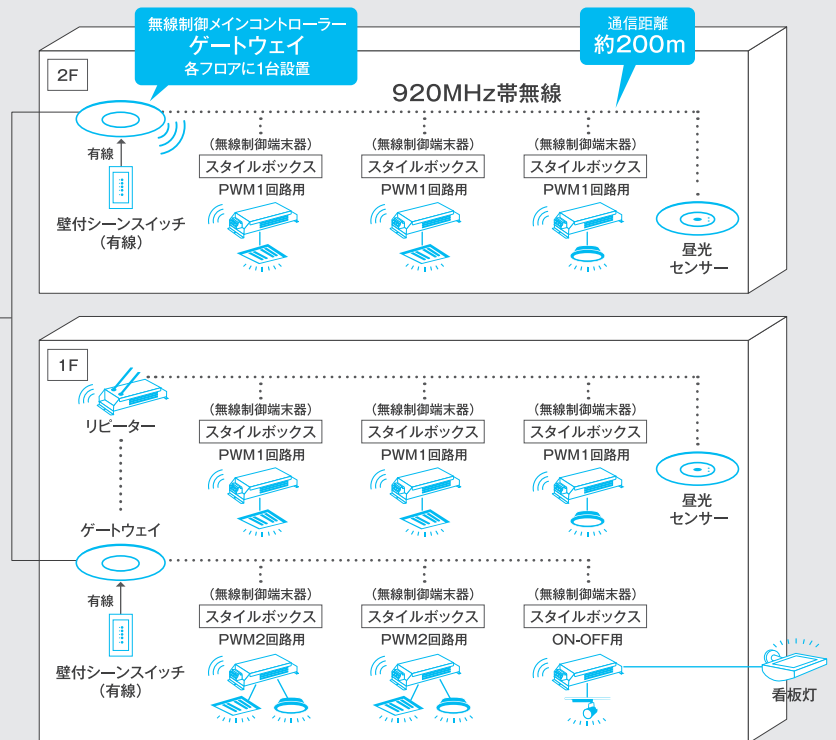 無線制御メインコントローラー
ゲートウェイ
各フロアに1台設置
通信距離
約200m
2F
920MHz帯無線
有線
壁付シーンスイッチ
(有線)
(無線制御端末器)
スタイルボックス
PWM1回路用
(無線制御端末器)
スタイルボックス
PWM1回路用
(無線制御端末器)
スタイルボックス
PWM1回路用
昼光
センサー
1F
リピーター
(無線制御端末器)
スタイルボックス
PWM1回路用
(無線制御端末器)
スタイルボックス
PWM1回路用
(無線制御端末器)
スタイルボックス
PWM1回路用
昼光
センサー
ゲートウェイ
有線
壁付シーンスイッチ
(有線)
(無線制御端末器)
スタイルボックス
PWM2回路用
(無線制御端末器)
スタイルボックス
PWM2回路用
(無線制御端末器)
スタイルボックス
ON-OFF用
看板灯